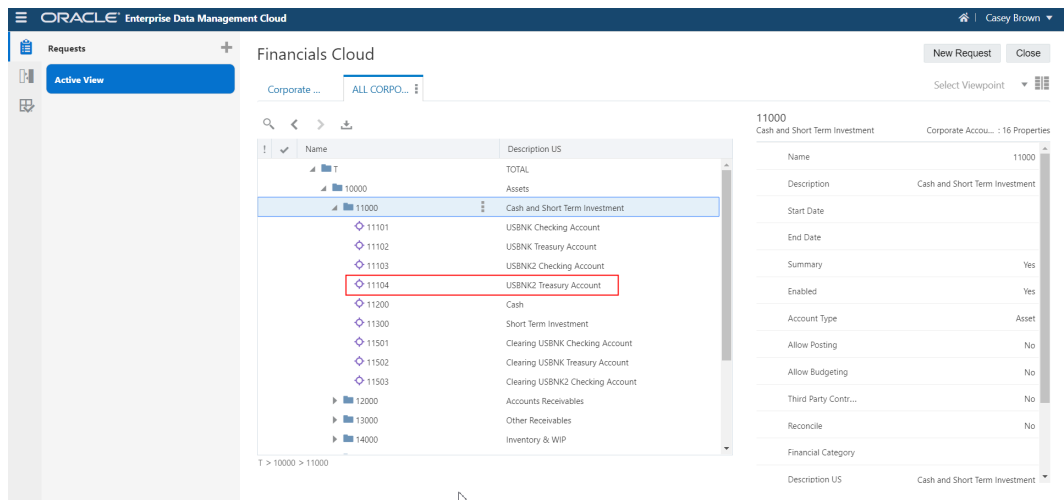 ORACLE® Enterprise Data Management Cloud
Casey Brown
Requests
Active View
Financials Cloud
New Request
Close
Corporate ...
ALL CORPO...
Select Viewpoint
11000
Cash and Short Term Investment
Corporate Accou... : 16 Properties
! Name Description US
T TOTAL
10000 Assets
11000 Cash and Short Term Investment
11101 USBNK Checking Account
11102 USBNK Treasury Account
11103 USBNK2 Checking Account
11104 USBNK2 Treasury Account
11200 Cash
11300 Short Term Investment
11501 Clearing USBNK Checking Account
11502 Clearing USBNK Treasury Account
11503 Clearing USBNK2 Checking Account
12000 Accounts Receivables
13000 Other Receivables
14000 Inventory & WIP
T > 10000 > 11000
Name 11000
Description Cash and Short Term Investment
Start Date
End Date
Summary Yes
Enabled Yes
Account Type Asset
Allow Posting No
Allow Budgeting No
Third Party Contr... No
Reconcile No
Financial Category
Description US Cash and Short Term Investment